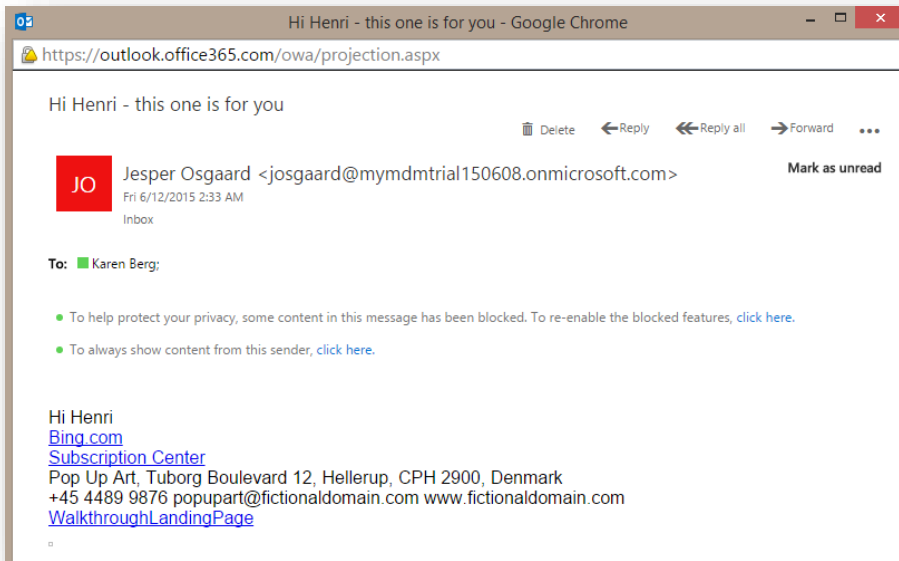 Hi Henri - this one is for you - Google Chrome
https://outlook.office365.com/owa/projection.aspx
Hi Henri - this one is for you
Delete Reply Reply all Forward •••
JO
Jesper Osgaard <josgaard@mymdmtrial150608.onmicrosoft.com> Mark as unread
Fri 6/12/2015 2:33 AM
Inbox
To: Karen Berg;
• To help protect your privacy, some content in this message has been blocked. To re-enable the blocked features, click here.
• To always show content from this sender, click here.
Hi Henri
Bing.com
Subscription Center
Pop Up Art, Tuborg Boulevard 12, Hellerup, CPH 2900, Denmark
+45 4489 9876 popupart@fictionaldomain.com www.fictionaldomain.com
WalkthroughLandingPage